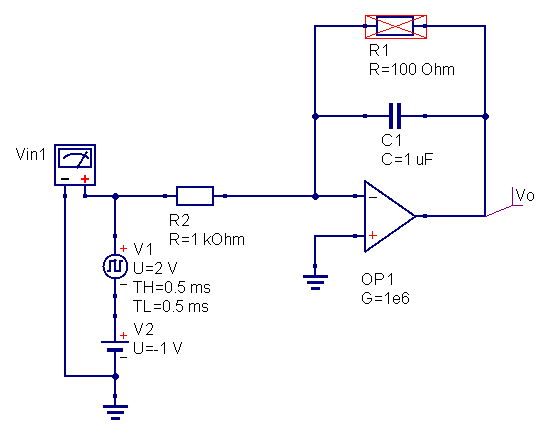 R1
R=100 Ohm
C1
C=1 uF
Vin1
Vo
R2
R=1 kOhm
V1
U=2 V
TH=0.5 ms
TL=0.5 ms
OP1
G=1e6
V2
U=-1 V